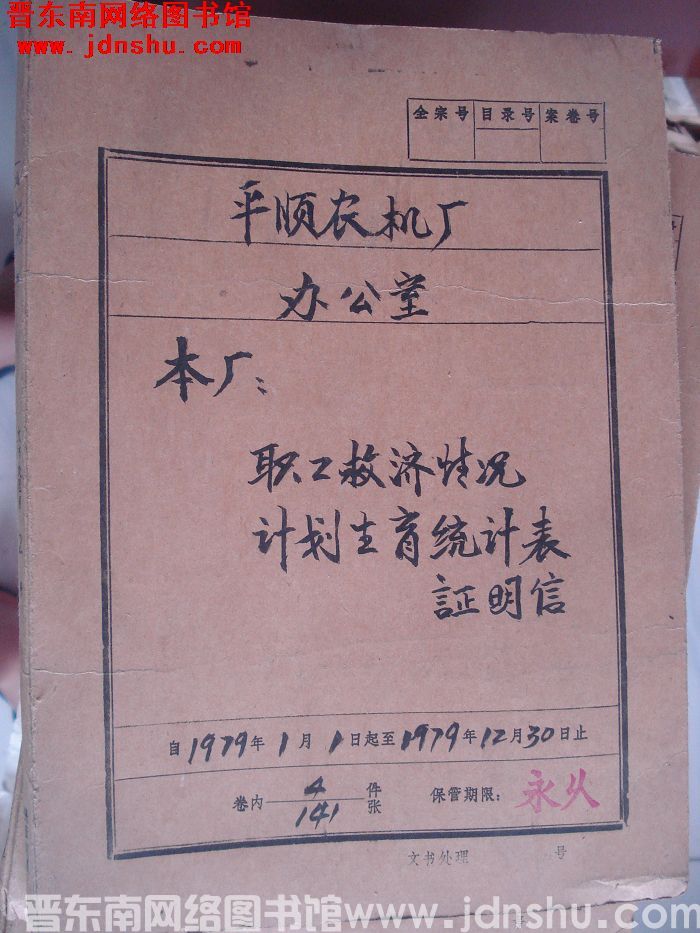 晋东南网络图书馆
www.jdnshu.com
全宗号 目录号 案卷号
平顺农机厂
办公室
本厂:
职工救济情况
计划生育统计表
証明信
自1979年1月1日起至1979年12月30日止
卷内 4 件 保管期限: 永久
141 张
文书处理 号
晋东南网络图书馆www.jdnshu.com